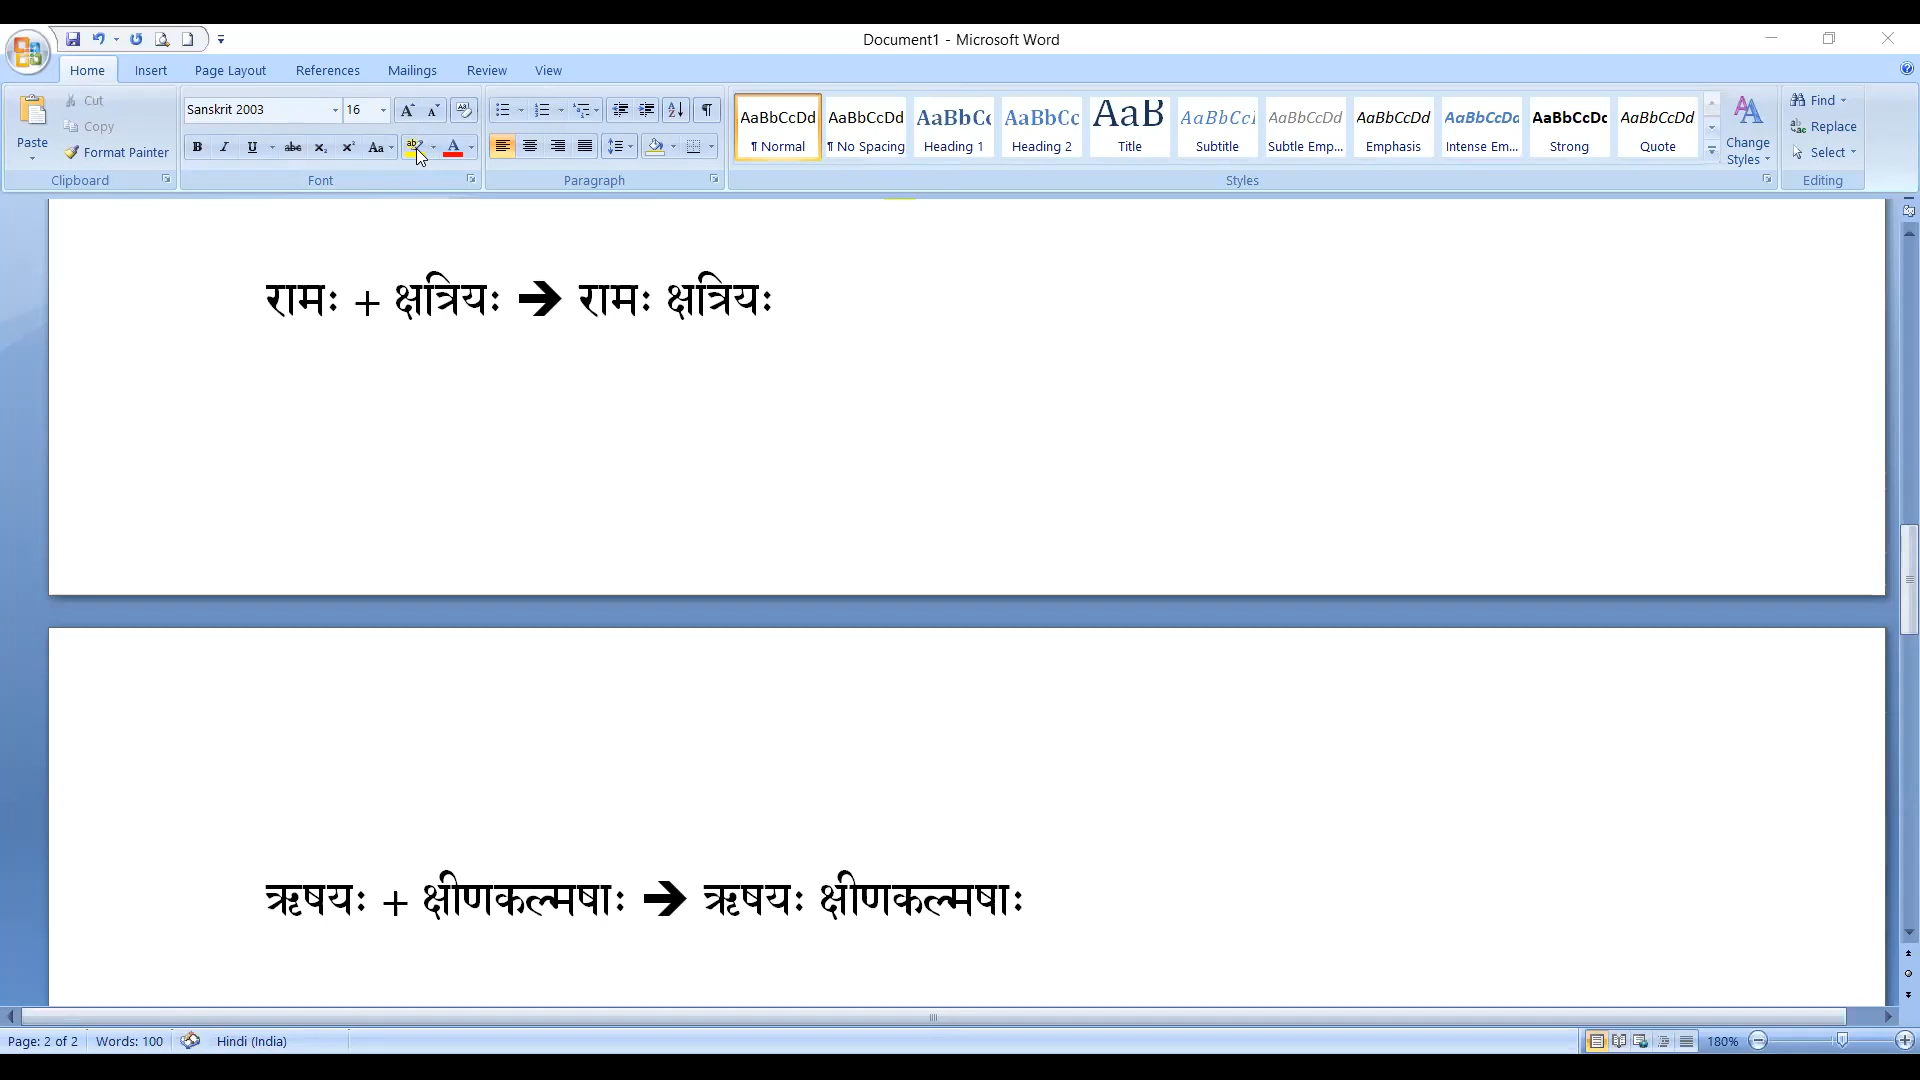 Document1 - Microsoft Word
Home Insert Page Layout References Mailings Review View
Paste Cut Copy Format Painter
Clipboard
Sanskrit 2003 16
Font
Paragraph
AaBbCcDd AaBbCcDd AaBbCc AaBbCc AaB AaBbCcI AaBbCcDd AaBbCcDd AaBbCcDd AaBbCcDc AaBbCcDd
¶ Normal ¶ No Spacing Heading 1 Heading 2 Title Subtitle Subtle Emp... Emphasis Intense Em... Strong Quote
Change Styles
Styles
Find
Replace
Select
Editing
रामः + क्षत्रियः ➔ रामः क्षत्रियः
ऋषयः + क्षीणकल्मषाः ➔ ऋषयः क्षीणकल्मषाः
Page: 2 of 2 Words: 100 Hindi (India) 180%